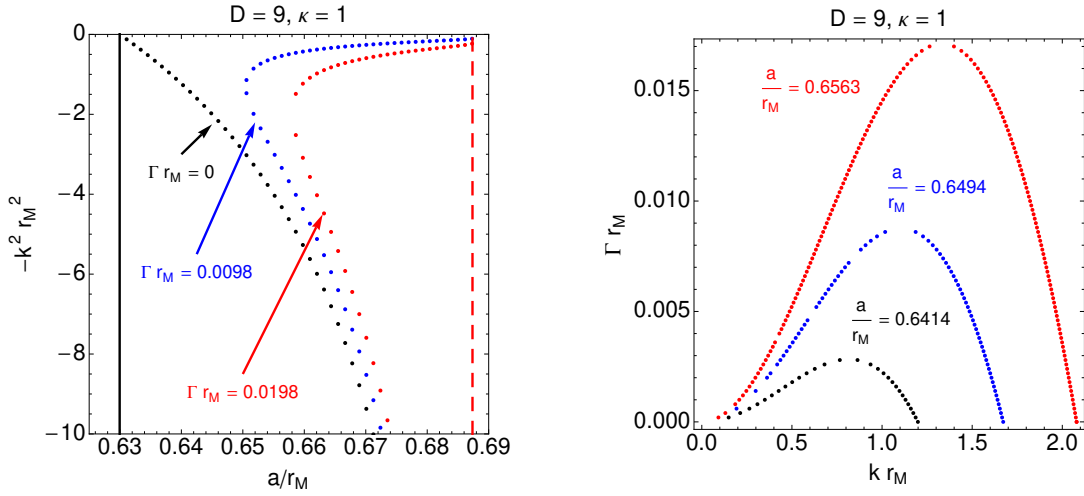 D = 9, κ = 1
0
−2
−4
−6
−8
−10
−k² r_M²
Γ r_M = 0
Γ r_M = 0.0098
Γ r_M = 0.0198
0.63 0.64 0.65 0.66 0.67 0.68 0.69
a/r_M
D = 9, κ = 1
0.015
0.010
0.005
0.000
Γ r_M
a/r_M = 0.6563
a/r_M = 0.6494
a/r_M = 0.6414
0.0 0.5 1.0 1.5 2.0
k r_M